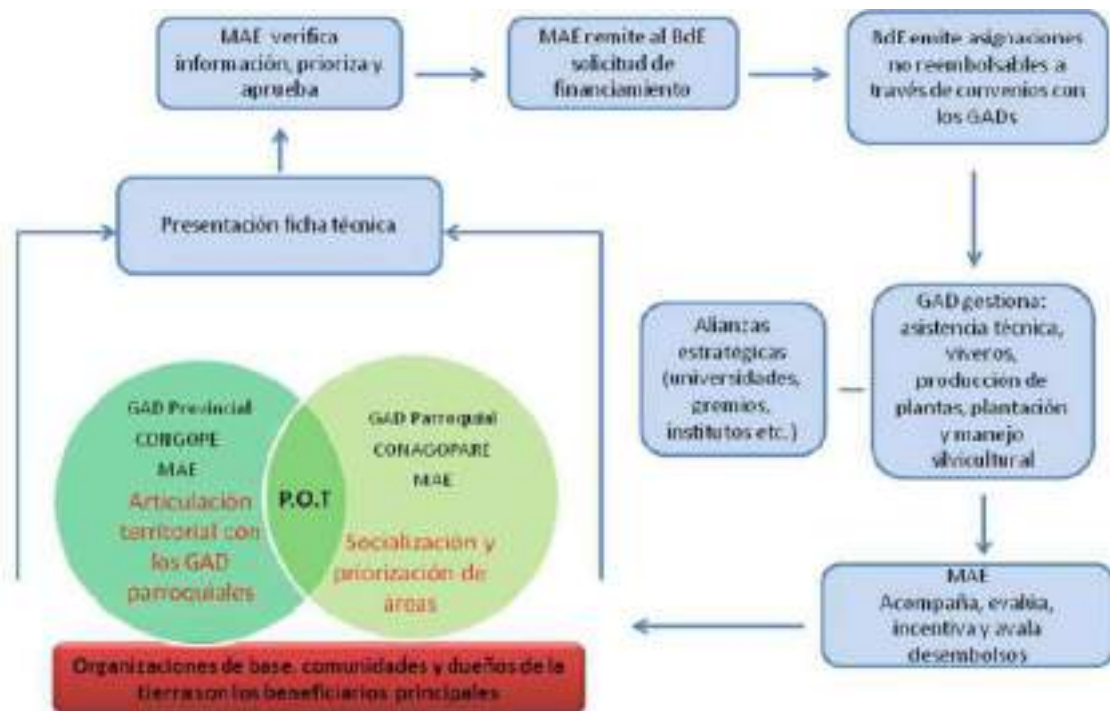 MAE verifica
información, prioriza y
aprueba
MAE remite al BdE
solicitud de
financiamiento
BdE emite asignaciones
no reembolsables a
través de convenios con
los GADs
Presentación ficha técnica
Alianzas
estratégicas
(universidades,
gremios,
institutos etc.)
GAD gestiona:
asistencia técnica,
viveros,
producción de
plantas, plantación
y manejo
silvicultural
GAD Provincial
CONGOPE
MAE
Articulación
territorial con
los GAD
parroquiales
P.O.T
GAD Parroquial
CONAGOPARE
MAE
Socialización y
priorización de
áreas
MAE
Acompaña, evalúa,
incentiva y avala
desembolsos
Organizaciones de base, comunidades y dueños de la
tierra son los beneficiarios principales